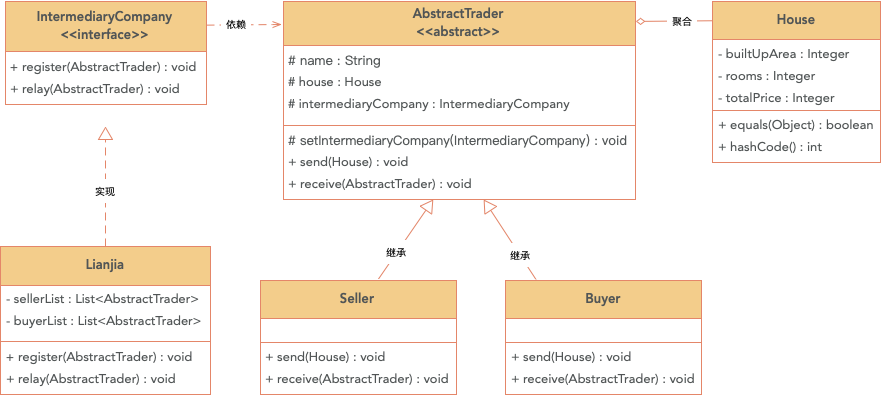 IntermediaryCompany
<<interface>>
+ register(AbstractTrader) : void
+ relay(AbstractTrader) : void
依赖
AbstractTrader
<<abstract>>
# name : String
# house : House
# intermediaryCompany : IntermediaryCompany
# setIntermediaryCompany(IntermediaryCompany) : void
+ send(House) : void
+ receive(AbstractTrader) : void
聚合
House
- builtUpArea : Integer
- rooms : Integer
- totalPrice : Integer
+ equals(Object) : boolean
+ hashCode() : int
实现
继承
继承
Lianjia
- sellerList : List<AbstractTrader>
- buyerList : List<AbstractTrader>
+ register(AbstractTrader) : void
+ relay(AbstractTrader) : void
Seller
+ send(House) : void
+ receive(AbstractTrader) : void
Buyer
+ send(House) : void
+ receive(AbstractTrader) : void